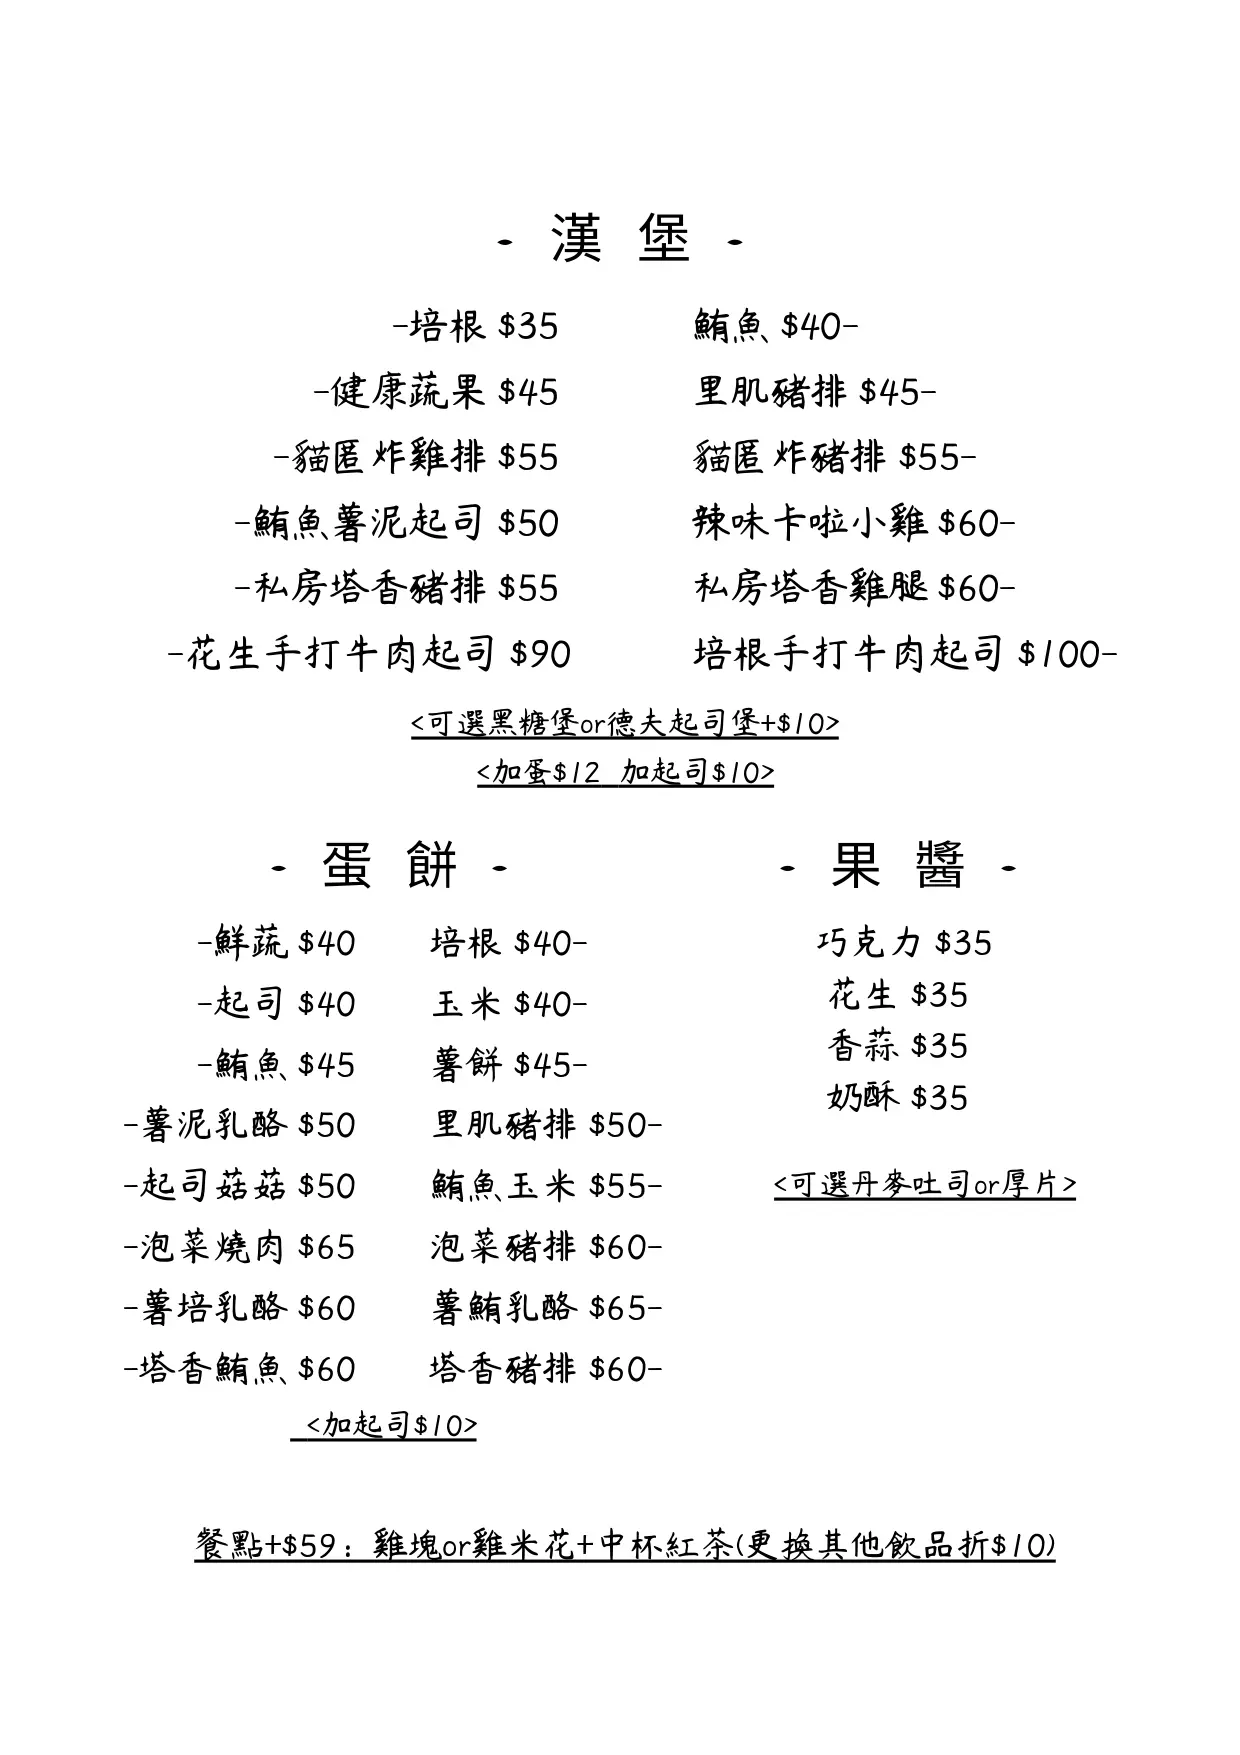 - 漢 堡 -
-培根 $35 鮪魚 $40-
-健康蔬果 $45 里肌豬排 $45-
-貓匿炸雞排 $55 貓匿炸豬排 $55-
-鮪魚薯泥起司 $50 辣味卡啦小雞 $60-
-私房塔香豬排 $55 私房塔香雞腿 $60-
-花生手打牛肉起司 $90 培根手打牛肉起司 $100-
<可選黑糖堡or德夫起司堡+$10>
<加蛋$12 加起司$10>
- 蛋 餅 -
-鮮蔬 $40 培根 $40-
-起司 $40 玉米 $40-
-鮪魚 $45 薯餅 $45-
-薯泥乳酪 $50 里肌豬排 $50-
-起司菇菇 $50 鮪魚玉米 $55-
-泡菜燒肉 $65 泡菜豬排 $60-
-薯培乳酪 $60 薯鮪乳酪 $65-
-塔香鮪魚 $60 塔香豬排 $60-
<加起司$10>
- 果 醬 -
巧克力 $35
花生 $35
香蒜 $35
奶酥 $35
<可選丹麥吐司or厚片>
餐點+$59：雞塊or雞米花+中杯紅茶(更換其他飲品折$10)